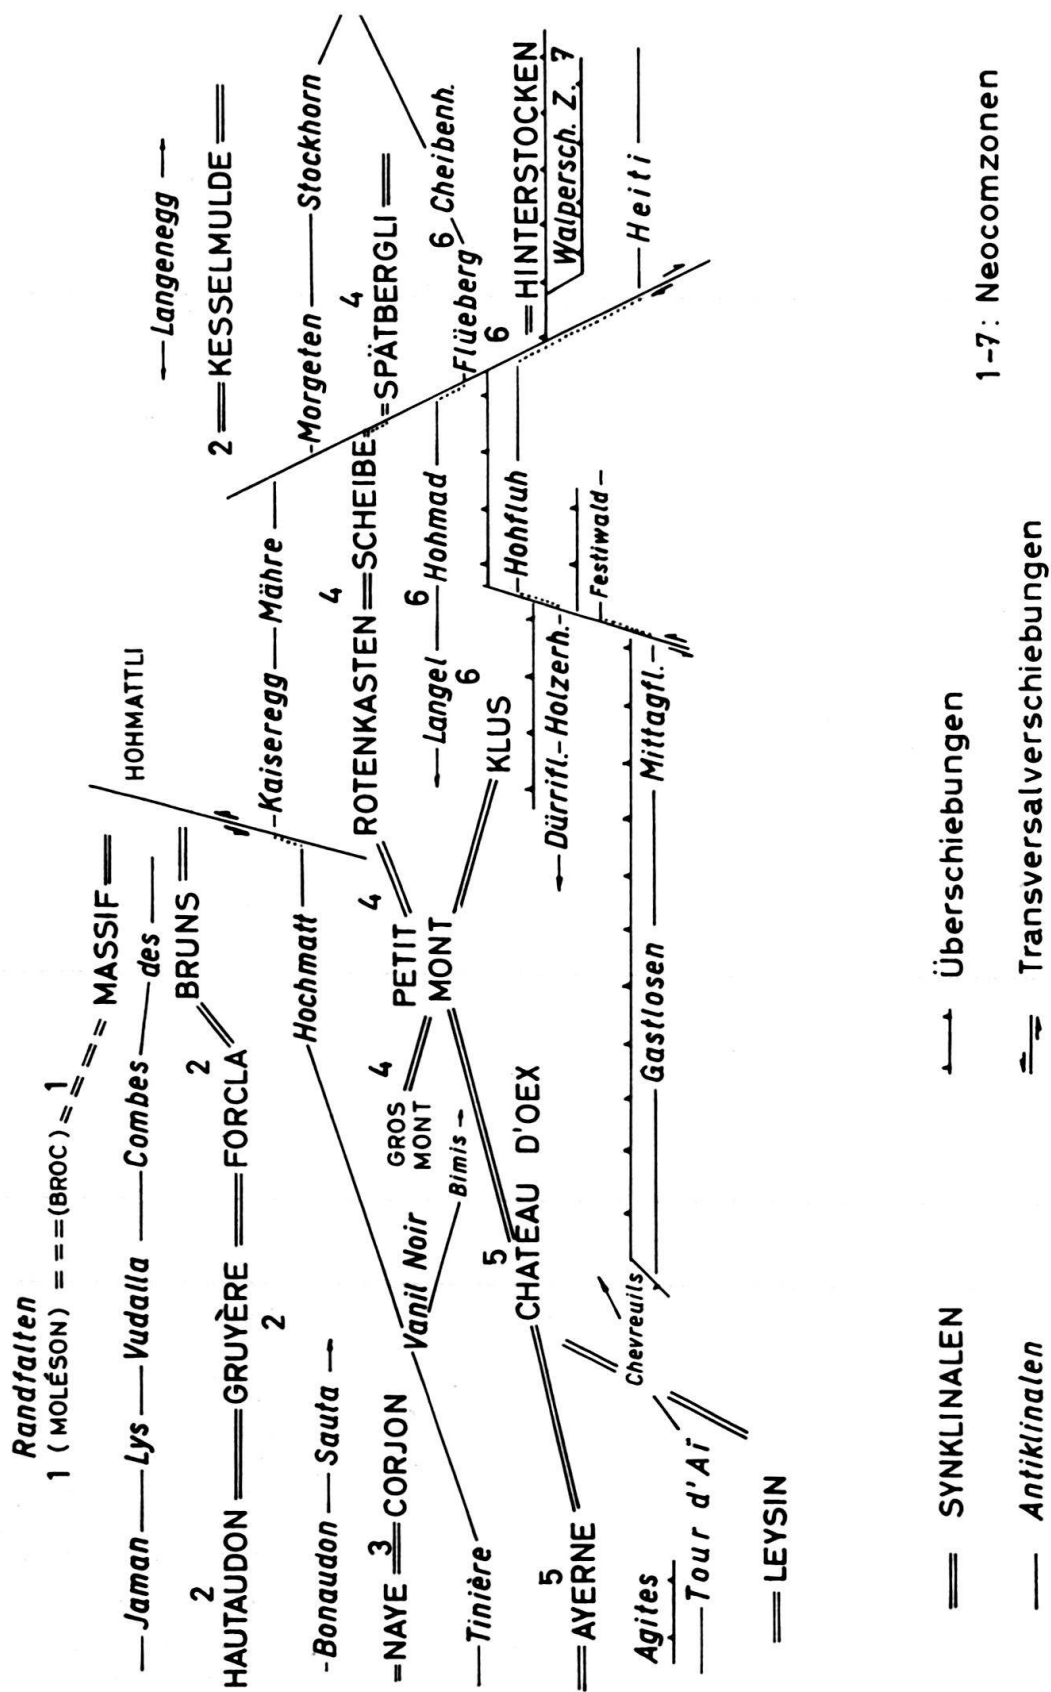 Randfalten
1 (MOLÉSON) = = = (BROC) = 1 = = = = MASSIF
HOHMATTLI
Langenegg
Jaman — Lys — Vudalla — Combes — des
BRUNS
2 = KESSELMULDE
2
HAUTAUDON = GRUYÈRE = FORCLA
2
2
Kaiseregg — Mähre
Morgeten — Stockhorn
Bonaudon — Sauta
Hochmatt
4
4
4
NAYE = 3 = CORJON
ROTENKASTEN = SCHEIBE = SPÄTBERGLI
4
GROS
MONT
PETIT
MONT
Vanil Noir
Bimis
6
6
Langel — Hohmad
Flüeberg
Cheibenh.
Tinière
6
KLUS
6
5
CHATEAU D'OEX
Hohfluh
HINTERSTOCKEN
Walpersch. Z. 7
5
AYERNE
Dürrifl.-Holzerh.
Festiwald
Heiti
Chevreuils
Agites
Gastlosen
Mittagfl.
Tour d'Aï
LEYSIN
SYNKLINALEN
Überschiebungen
1–7: Neocomzonen
Antiklinalen
Transversalverschiebungen